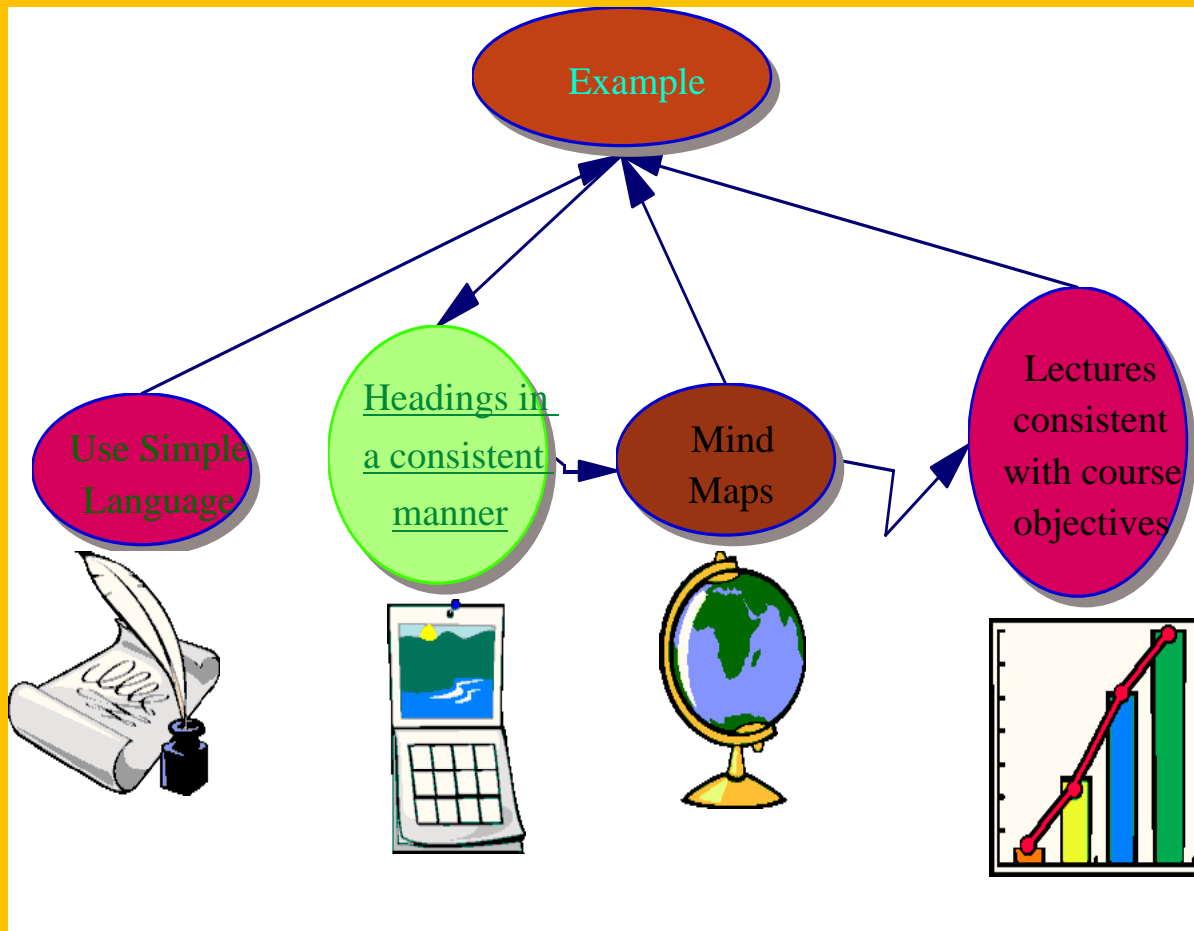 Example
Use Simple
Language
Headings in
a consistent
manner
Mind
Maps
Lectures
consistent
with course
objectives